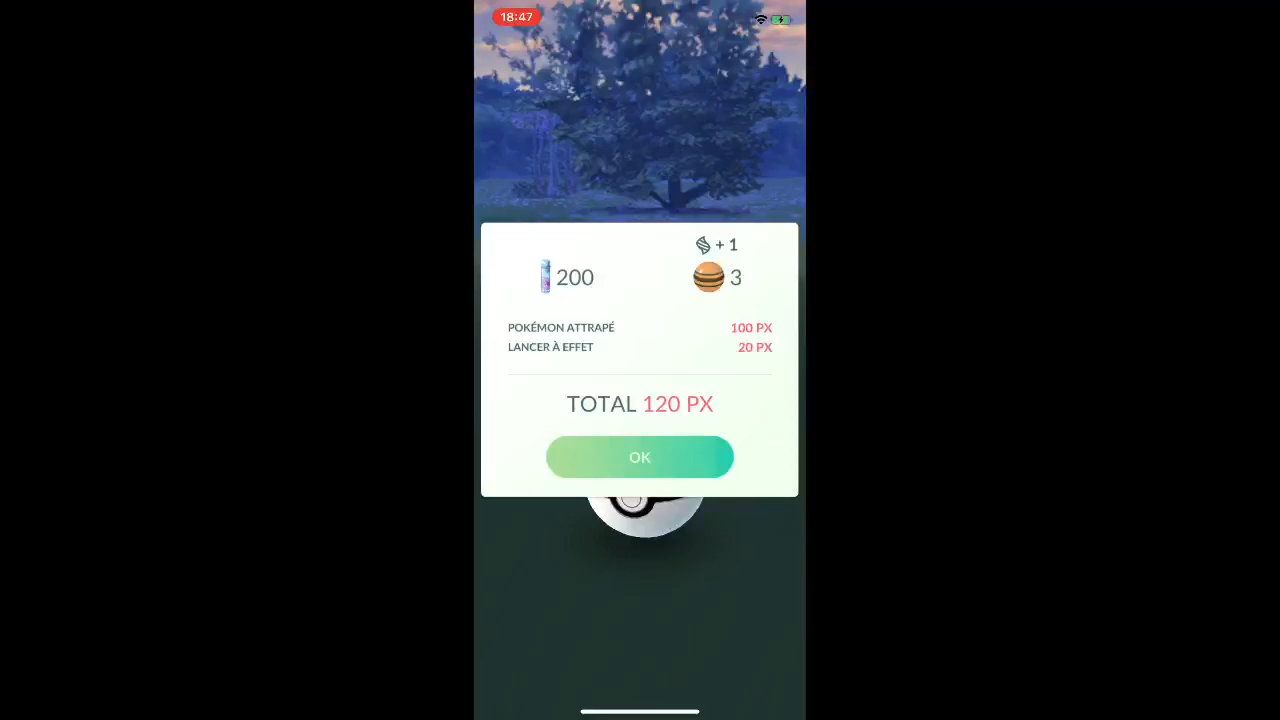 18:47
+ 1
200
3
POKÉMON ATTRAPÉ 100 PX
LANCER À EFFET 20 PX
TOTAL 120 PX
OK